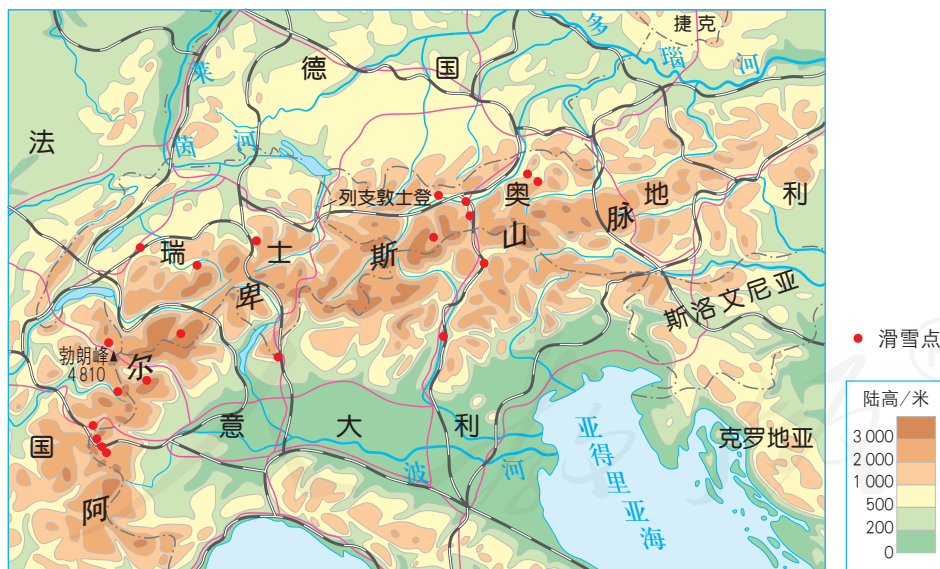 捷克
多瑙河
德国
莱茵河
法国
列支敦士登
奥地利
瑞士
阿尔卑斯山脉
斯洛文尼亚
勃朗峰
4 810
意大利
克罗地亚
波河
亚得里亚海
滑雪点
陆高/米
3 000
2 000
1 000
500
200
0